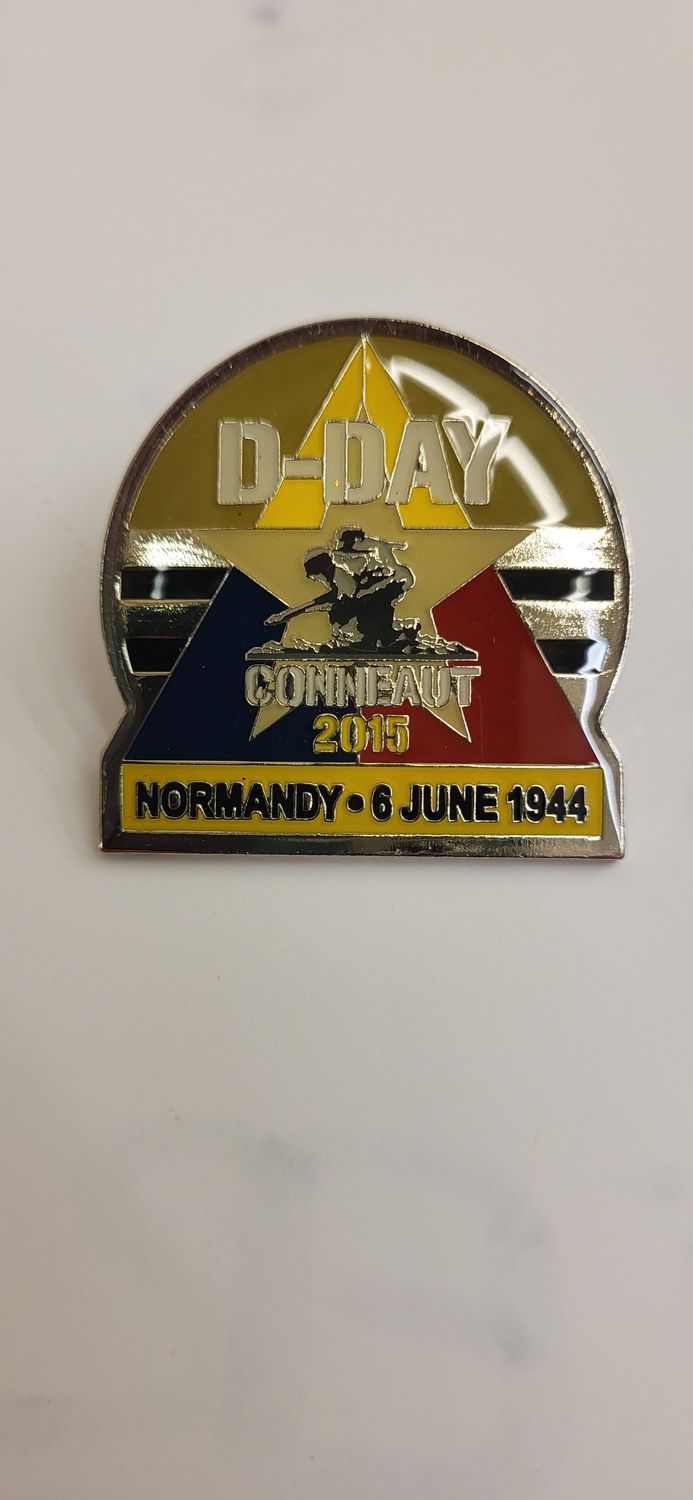 D-DAY
CONNEAUT
2015
NORMANDY • 6 JUNE 1944